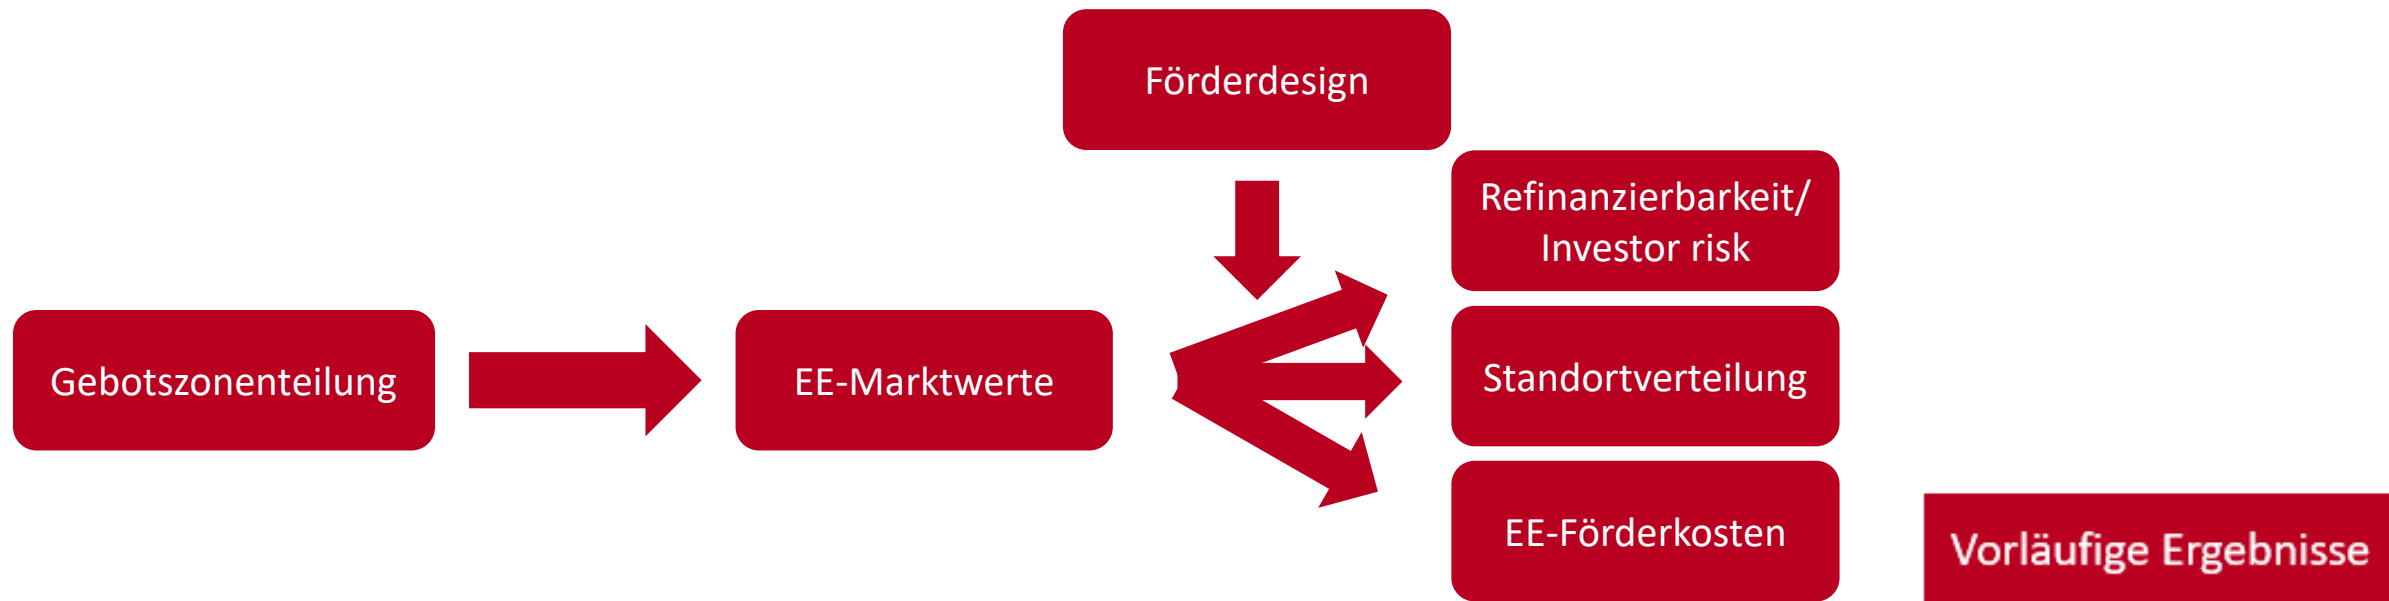 Förderdesign
Refinanzierbarkeit/
Investor risk
Gebotszonenteilung
EE-Marktwerte
Standortverteilung
EE-Förderkosten
Vorläufige Ergebnisse